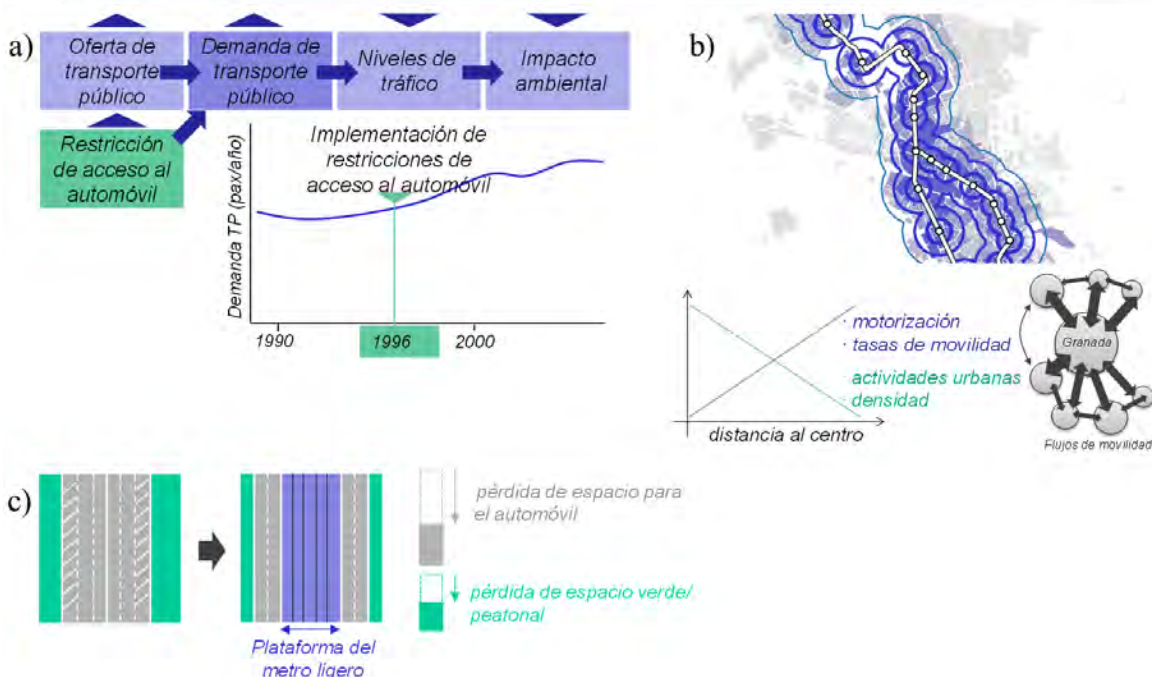 a)
Oferta de
transporte
público
Demanda de
transporte
público
Niveles de
tráfico
Impacto
ambiental
Restricción
de acceso al
automóvil
Implementación de
restricciones de
acceso al automóvil
Demanda TP (pax/año)
1990
1996
2000
b)
· motorización
· tasas de movilidad
· actividades urbanas
· densidad
distancia al centro
Granada
Flujos de movilidad
c)
pérdida de espacio para
el automóvil
pérdida de espacio verde/
peatonal
Plataforma del
metro ligero